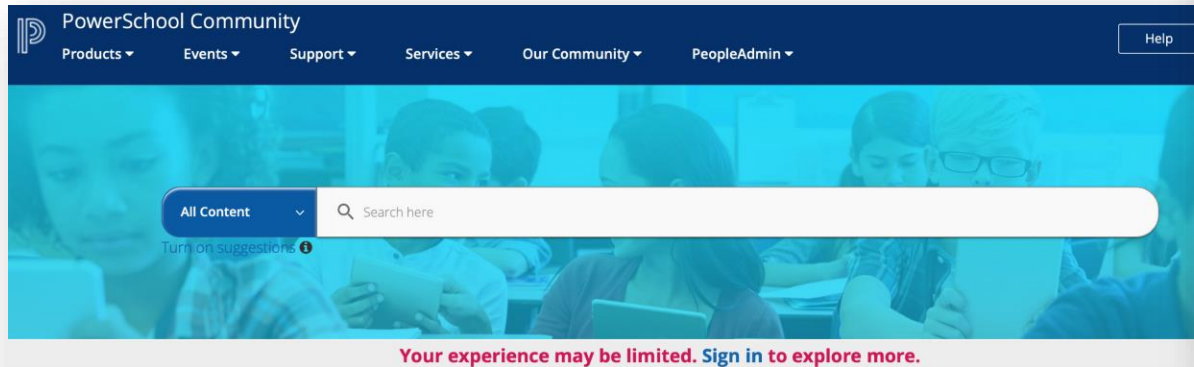 PowerSchool Community
Products Events Support Services Our Community PeopleAdmin
Help
All Content Search here
Turn on suggestions
Your experience may be limited. Sign in to explore more.